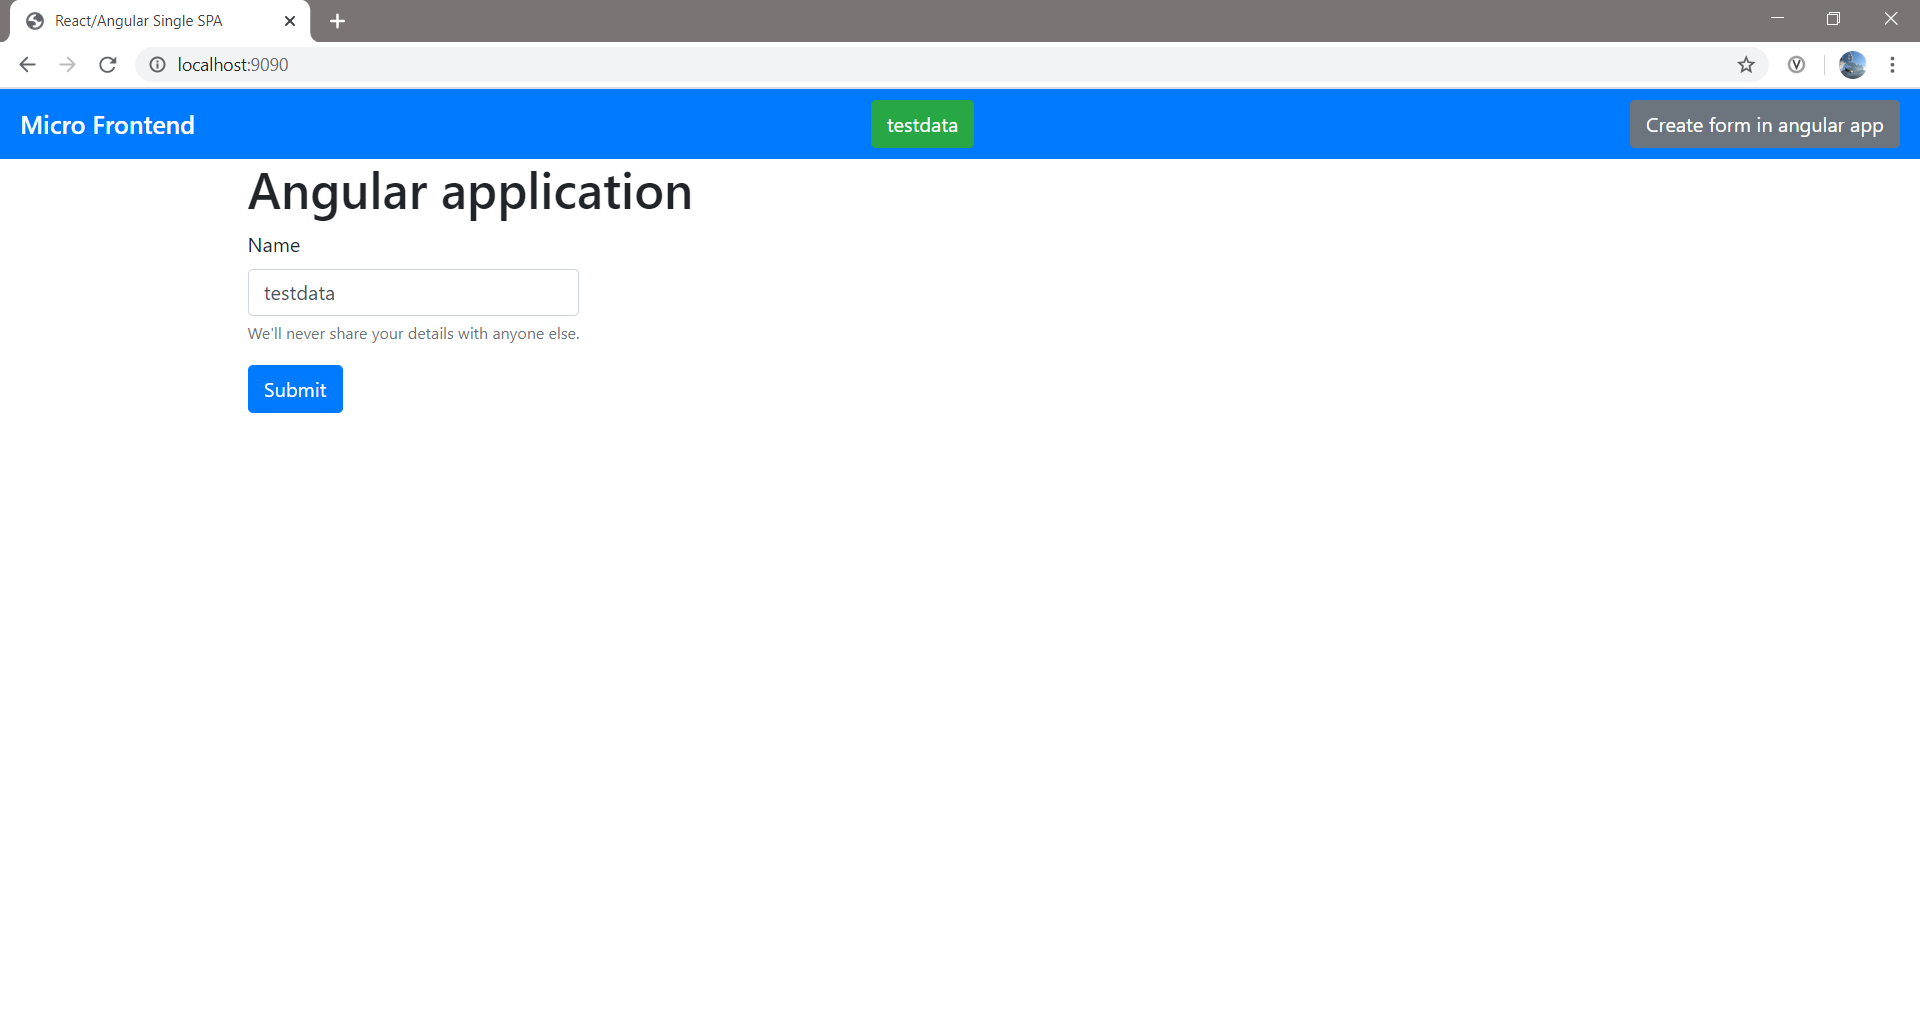 React/Angular Single SPA
localhost:9090
Micro Frontend
testdata
Create form in angular app
Angular application
Name
testdata
We'll never share your details with anyone else.
Submit